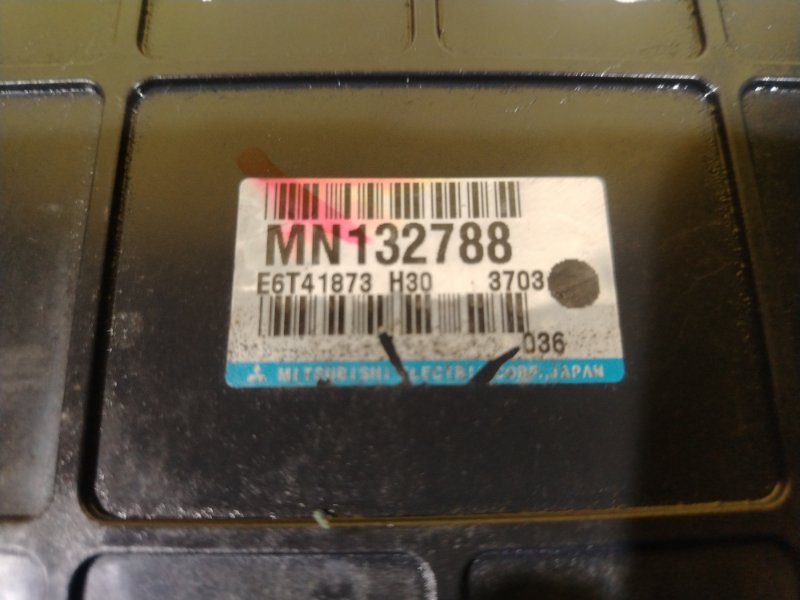 MN132788
E6T41873 H30 3703
036
MITSUBISHI ELECTRIC CORP., JAPAN